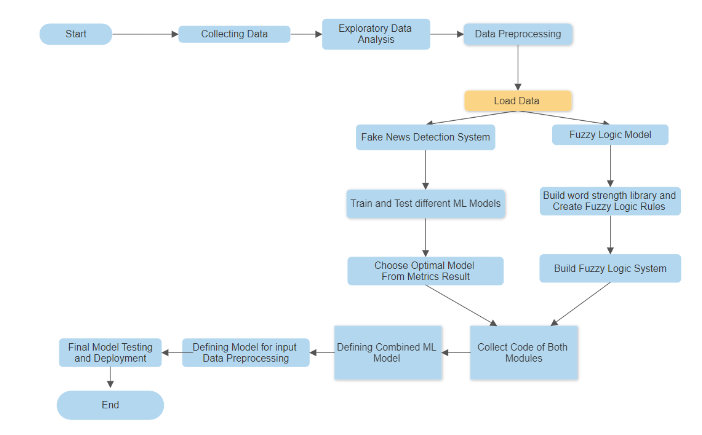 Start
Collecting Data
Exploratory Data
Analysis
Data Preprocessing
Load Data
Fake News Detection System
Fuzzy Logic Model
Train and Test different ML Models
Build word strength library and
Create Fuzzy Logic Rules
Choose Optimal Model
From Metrics Result
Build Fuzzy Logic System
Collect Code of Both
Modules
Defining Combined ML
Model
Defining Model for input
Data Preprocessing
Final Model Testing
and Deployment
End